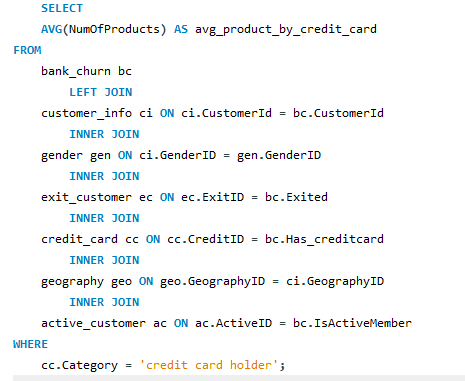 SELECT
AVG(NumOfProducts) AS avg_product_by_credit_card
FROM
bank_churn bc
LEFT JOIN
customer_info ci ON ci.CustomerId = bc.CustomerId
INNER JOIN
gender gen ON ci.GenderID = gen.GenderID
INNER JOIN
exit_customer ec ON ec.ExitID = bc.Exited
INNER JOIN
credit_card cc ON cc.CreditID = bc.Has_creditcard
INNER JOIN
geography geo ON geo.GeographyID = ci.GeographyID
INNER JOIN
active_customer ac ON ac.ActiveID = bc.IsActiveMember
WHERE
cc.Category = 'credit card holder';